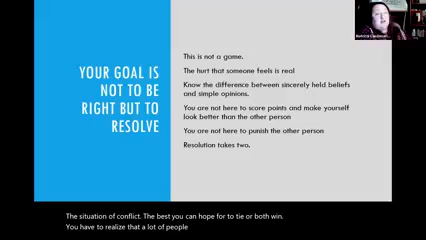 YOUR GOAL IS
NOT TO BE
RIGHT BUT TO
RESOLVE
This is not a game.
The hurt that someone feels is real
Know the difference between sincerely held beliefs
and simple opinions.
You are not here to score points and make yourself
look better than the other person
You are not here to punish the other person
Resolution takes two.
The situation of conflict. The best you can hope for to tie or both win.
You have to realize that a lot of people